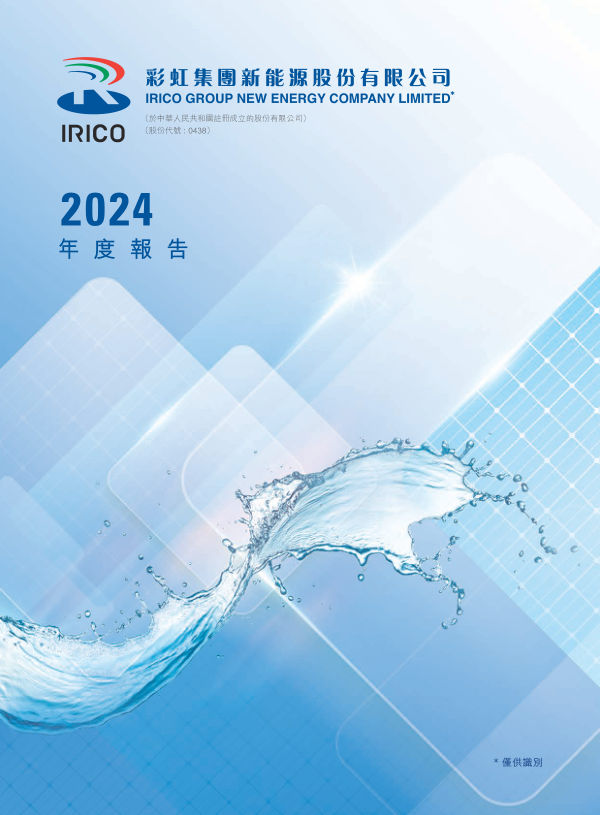 彩虹集團新能源股份有限公司
IRICO GROUP NEW ENERGY COMPANY LIMITED*
(於中華人民共和國註冊成立的股份有限公司)
(股份代號：0438)
IRICO
2024
年度報告
* 僅供識別